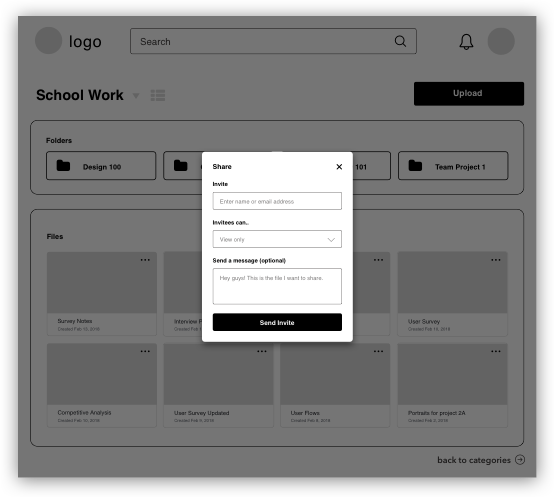 logo
Search
School Work
Upload
Folders
Design 100
101
Team Project 1
Share
Invite
Enter name or email address
Invitees can..
View only
Send a message (optional)
Hey guys! This is the file I want to share.
Send Invite
Files
Survey Notes
Created Feb 10, 2018
Interview
User Survey
Created Feb 10, 2018
Competitive Analysis
Created Feb 10, 2018
User Survey Updated
Created Feb 9, 2018
User Flows
Created Feb 8, 2018
Portraits for project 2A
Created Feb 2, 2018
back to categories